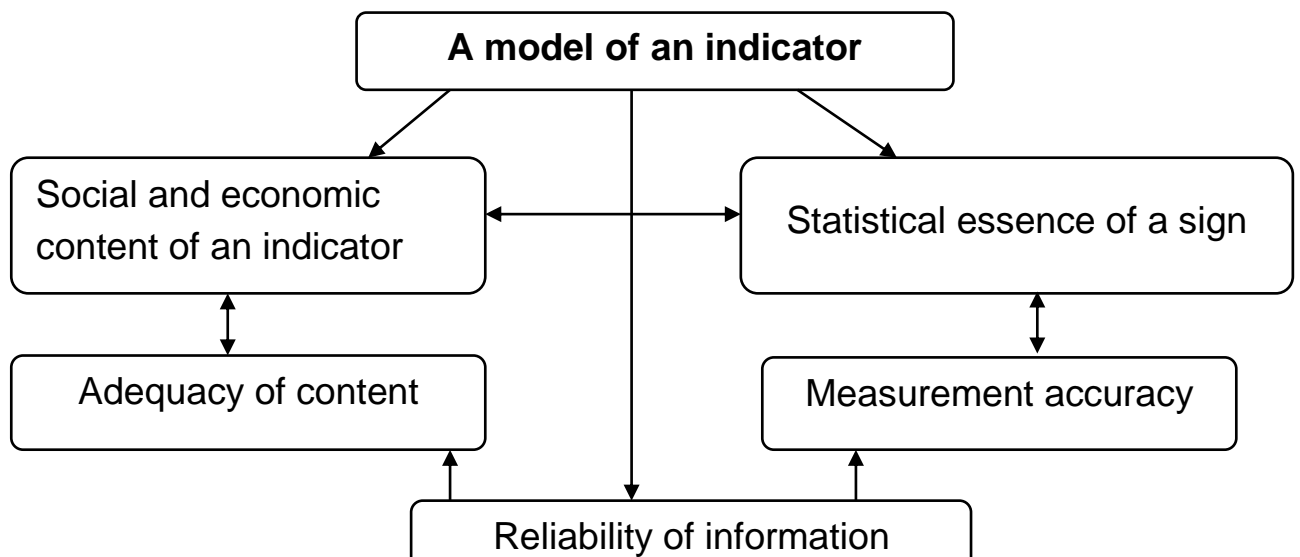 A model of an indicator
Social and economic
content of an indicator
Statistical essence of a sign
Adequacy of content
Measurement accuracy
Reliability of information